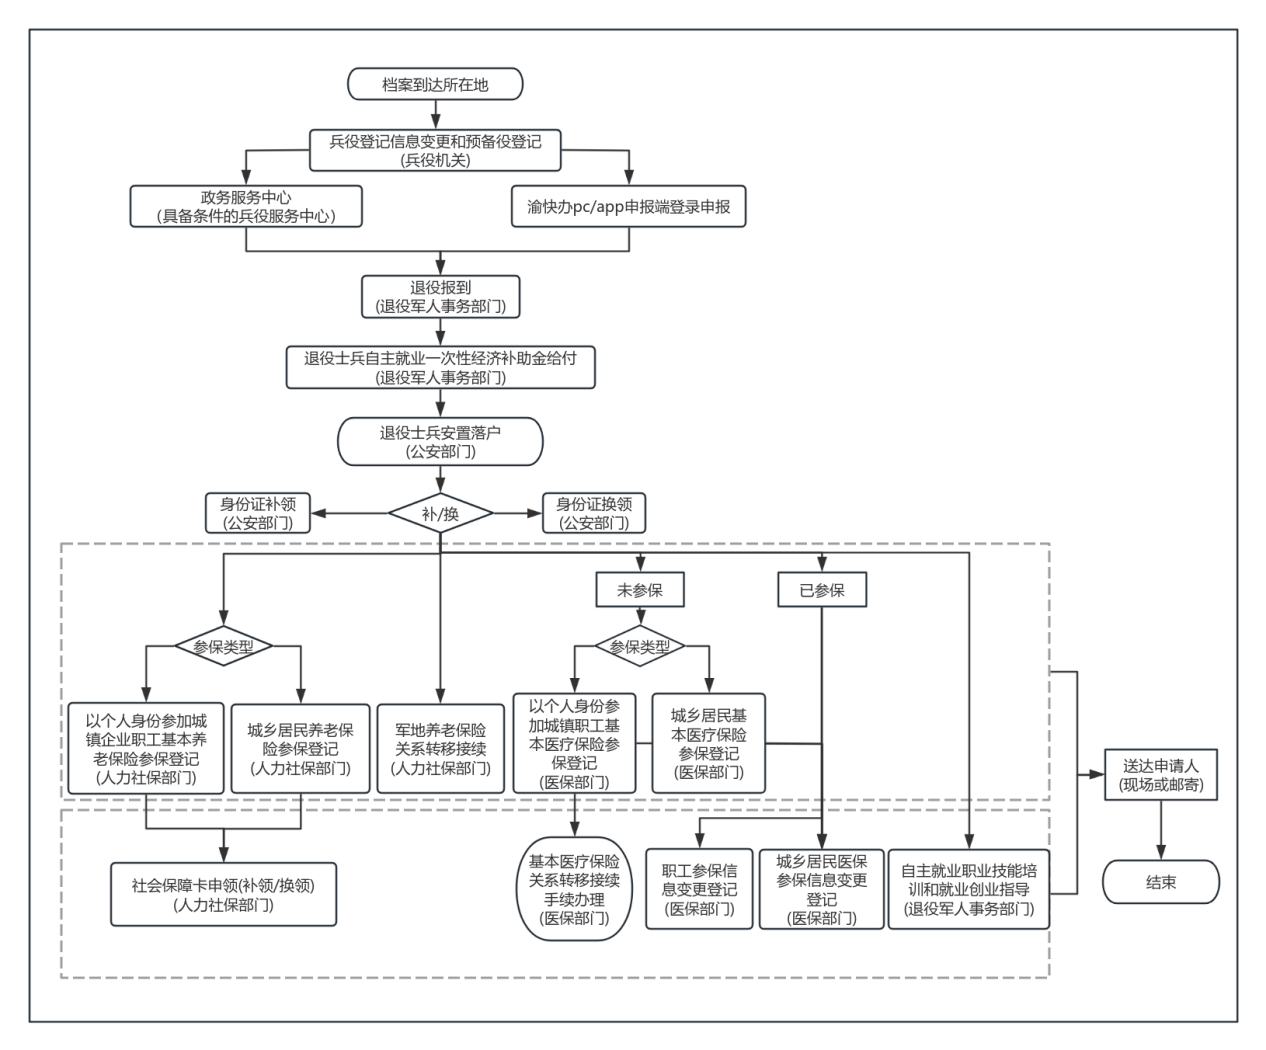 档案到达所在地
兵役登记信息变更和预备役登记
(兵役机关)
政务服务中心
（具备条件的兵役服务中心）
渝快办pc/app申报端登录申报
退役报到
(退役军人事务部门)
退役士兵自主就业一次性经济补助金给付
(退役军人事务部门)
退役士兵安置落户
(公安部门)
身份证补领
(公安部门)
补/换
身份证换领
(公安部门)
未参保
已参保
参保类型
参保类型
以个人身份参加城
镇企业职工基本养
老保险参保登记
(人力社保部门)
城乡居民养老保
险参保登记
(人力社保部门)
军地养老保险
关系转移接续
(人力社保部门)
以个人身份参
加城镇职工基
本医疗保险参
保登记
(医保部门)
城乡居民基
本医疗保险
参保登记
(医保部门)
送达申请人
(现场或邮寄)
社会保障卡申领(补领/换领)
(人力社保部门)
基本医疗保险
关系转移接续
手续办理
(医保部门)
职工参保信
息变更登记
(医保部门)
城乡居民医保
参保信息变更
登记
(医保部门)
自主就业职业技能培
训和就业创业指导
(退役军人事务部门)
结束